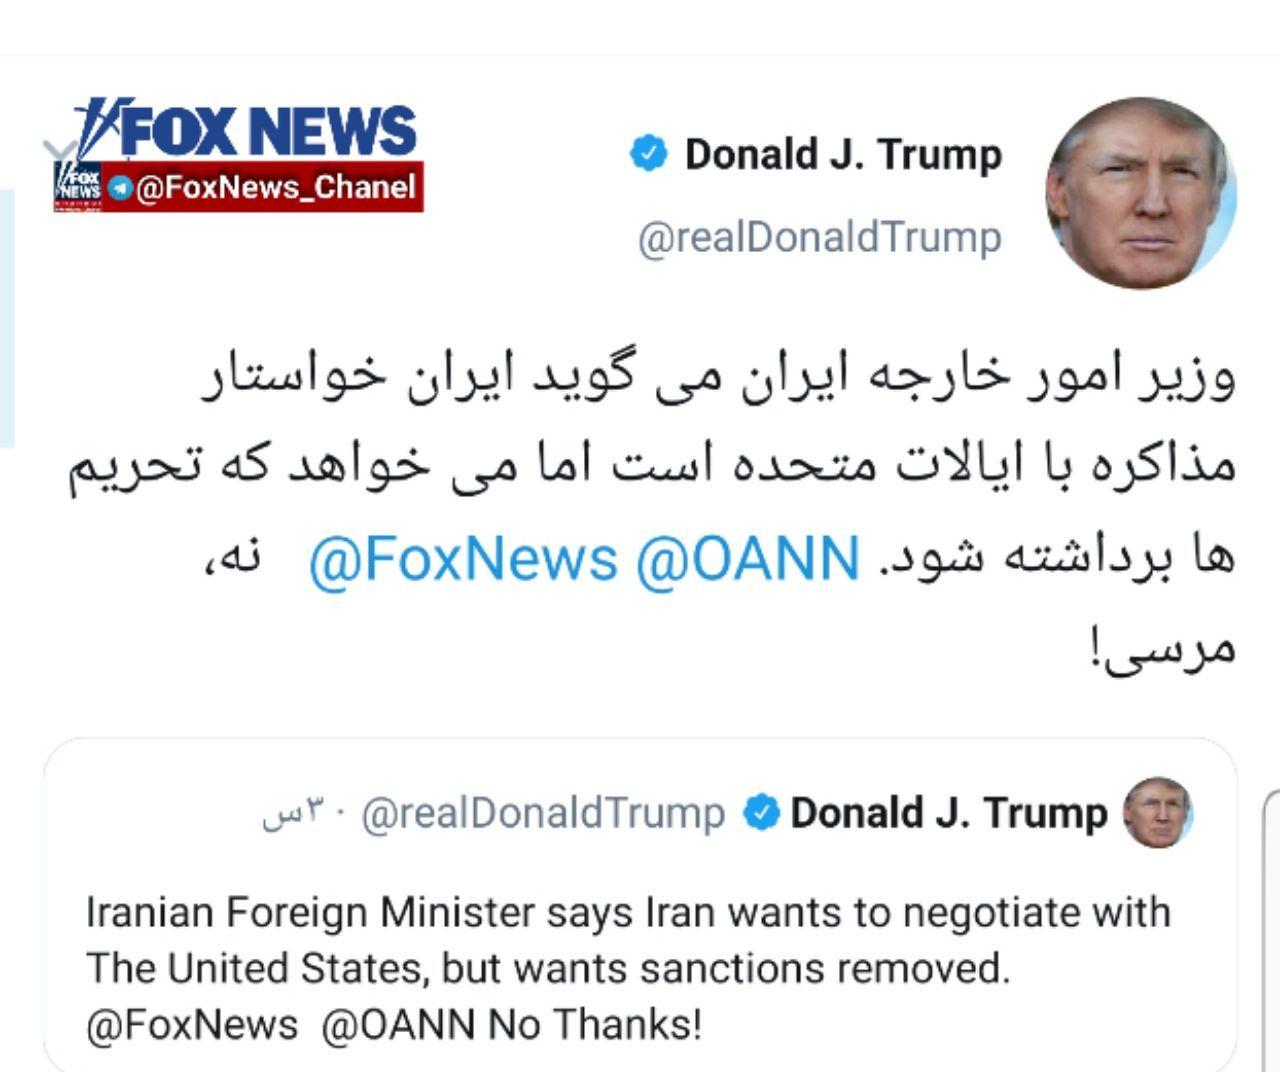 FOX NEWS
FOX NEWS @FoxNews_Chanel
Donald J. Trump
@realDonaldTrump
وزیر امور خارجه ایران می گوید ایران خواستار
مذاکره با ایالات متحده است اما می خواهد که تحریم
ها برداشته شود. @FoxNews @OANN نه،
مرسی!
Donald J. Trump @realDonaldTrump · ۳س
Iranian Foreign Minister says Iran wants to negotiate with
The United States, but wants sanctions removed.
@FoxNews @OANN No Thanks!